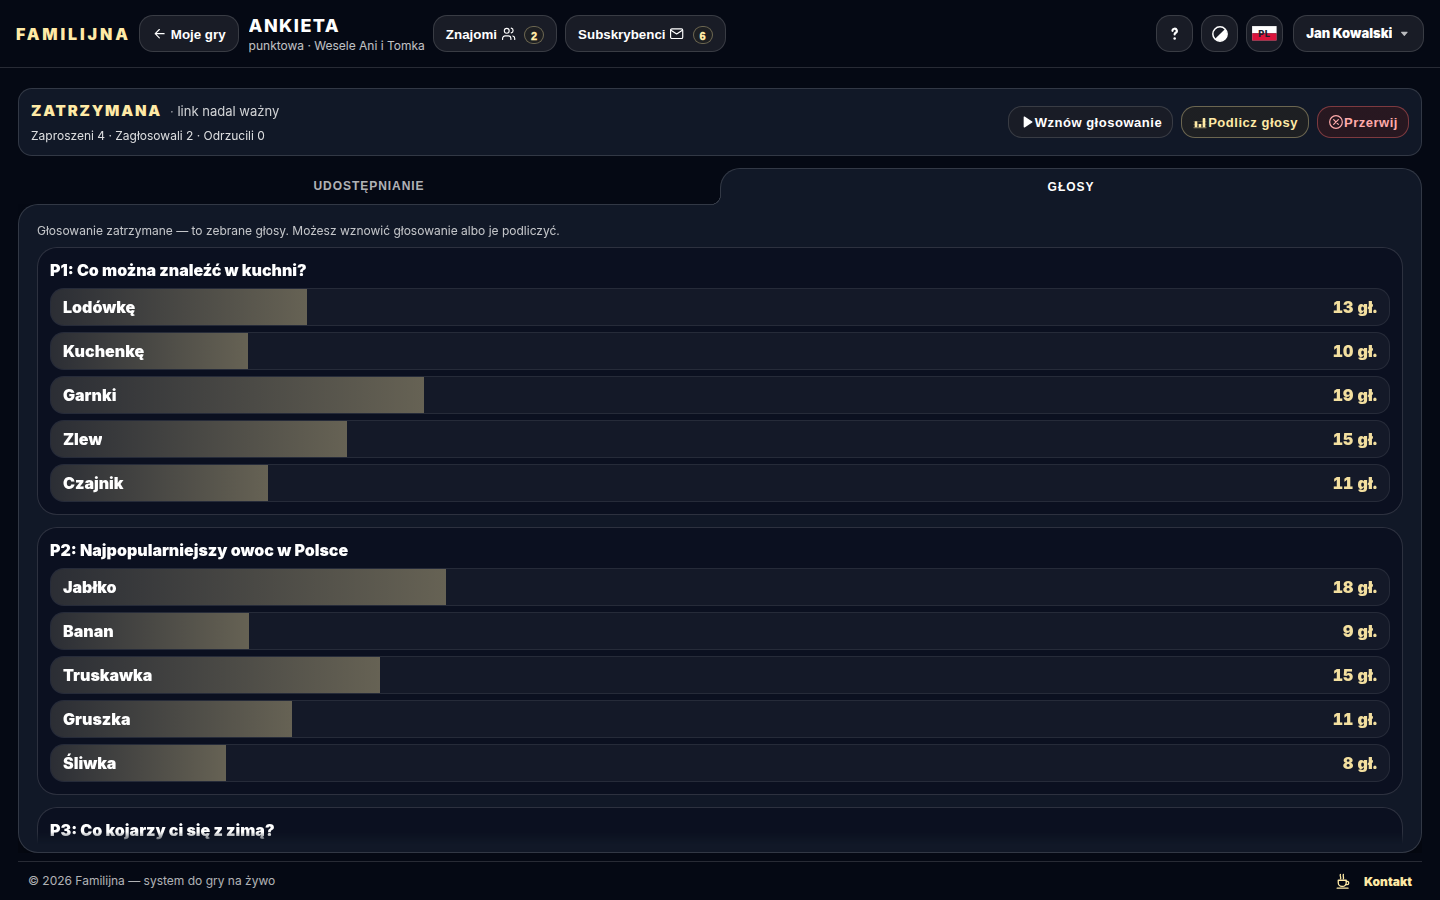 FAMILIJNA
← Moje gry
ANKIETA
punktowa · Wesele Ani i Tomka
Znajomi 2
Subskrybenci 6
?
PL
Jan Kowalski
ZATRZYMANA · link nadal ważny
Zaproszeni 4 · Zagłosowali 2 · Odrzucili 0
Wznów głosowanie
Podlicz głosy
Przerwij
UDOSTĘPNIANIE
GŁOSY
Głosowanie zatrzymane — to zebrane głosy. Możesz wznowić głosowanie albo je podliczyć.
P1: Co można znaleźć w kuchni?
Lodówkę 13 gł.
Kuchenkę 10 gł.
Garnki 19 gł.
Zlew 15 gł.
Czajnik 11 gł.
P2: Najpopularniejszy owoc w Polsce
Jabłko 18 gł.
Banan 9 gł.
Truskawka 15 gł.
Gruszka 11 gł.
Śliwka 8 gł.
P3: Co kojarzy ci się z zimą?
© 2026 Familijna — system do gry na żywo
Kontakt